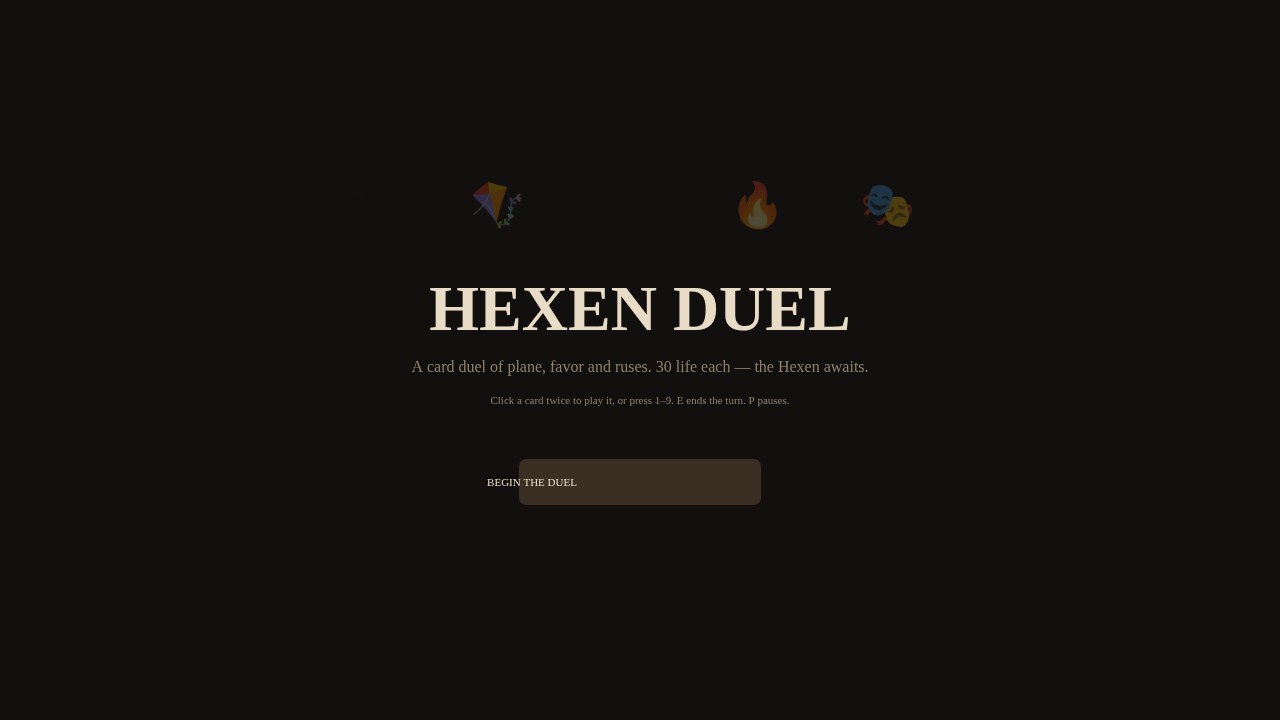 HEXEN DUEL
A card duel of plane, favor and ruses. 30 life each — the Hexen awaits.
Click a card twice to play it, or press 1–9. E ends the turn. P pauses.
BEGIN THE DUEL